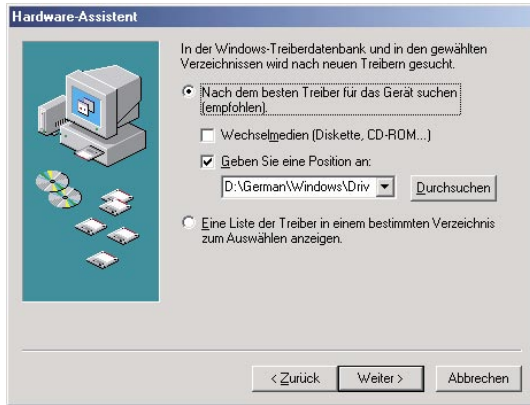 Hardware-Assistent
In der Windows-Treiberdatenbank und in den gewählten
Verzeichnissen wird nach neuen Treibern gesucht.
Nach dem besten Treiber für das Gerät suchen
(empfohlen).
Wechselmedien (Diskette, CD-ROM...)
Geben Sie eine Position an:
D:\German\Windows\Driv
Durchsuchen
Eine Liste der Treiber in einem bestimmten Verzeichnis
zum Auswählen anzeigen.
< Zurück Weiter > Abbrechen